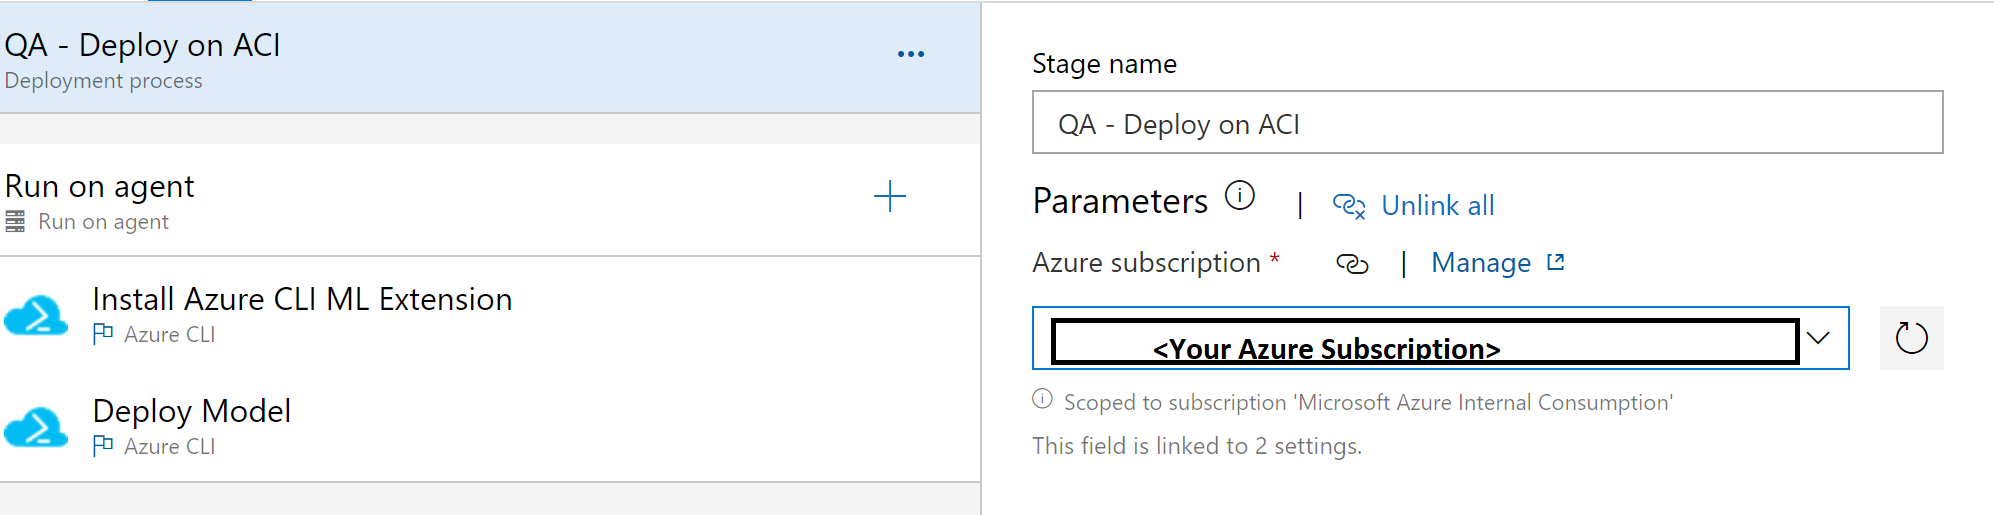 QA - Deploy on ACI
Deployment process
Run on agent
Run on agent
Install Azure CLI ML Extension
Azure CLI
Deploy Model
Azure CLI
Stage name
QA - Deploy on ACI
Parameters | Unlink all
Azure subscription * | Manage
<Your Azure Subscription>
Scoped to subscription 'Microsoft Azure Internal Consumption'
This field is linked to 2 settings.